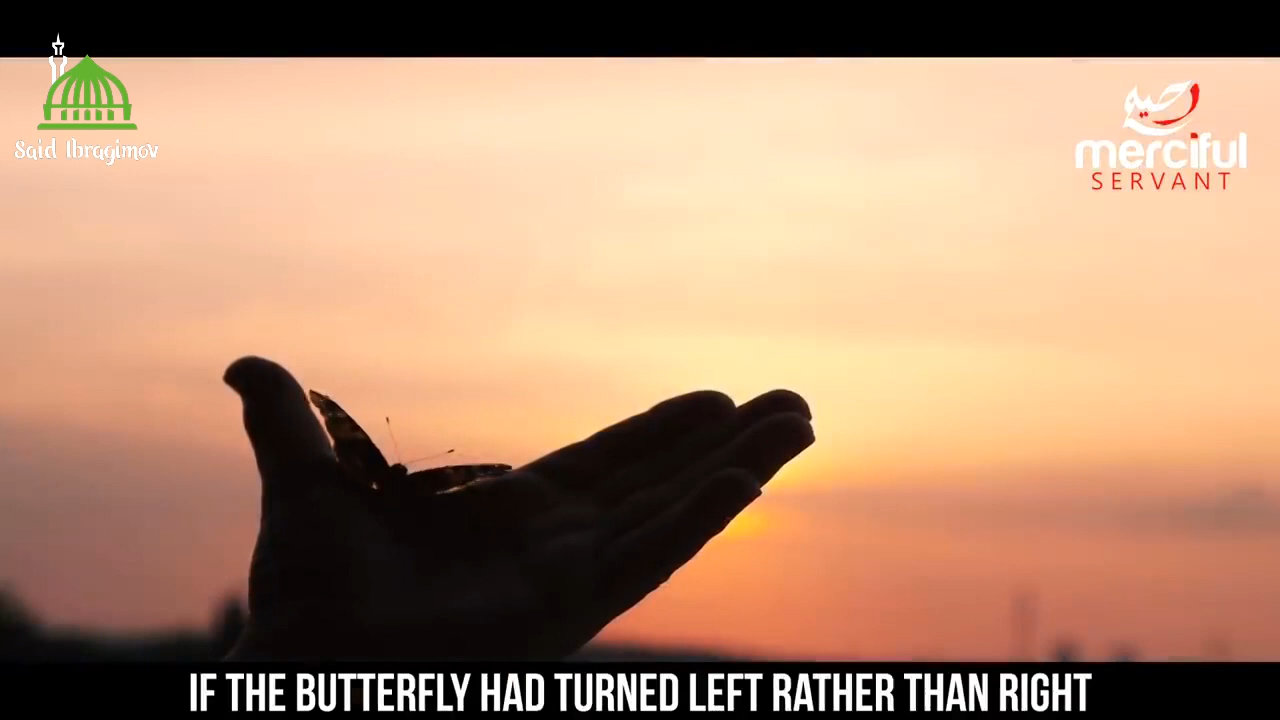 Said Ibragimov
merciful
SERVANT
IF THE BUTTERFLY HAD TURNED LEFT RATHER THAN RIGHT